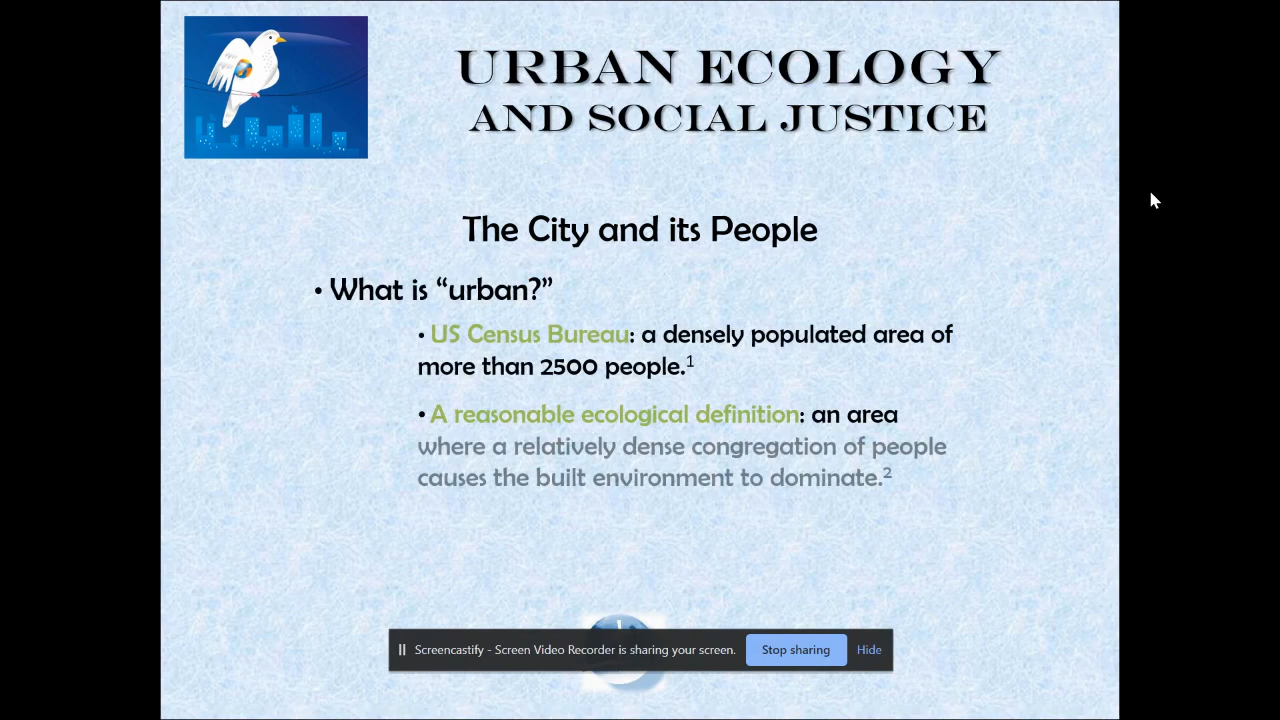 URBAN ECOLOGY
AND SOCIAL JUSTICE
The City and its People
• What is “urban?”
• US Census Bureau: a densely populated area of
more than 2500 people.¹
• A reasonable ecological definition: an area
where a relatively dense congregation of people
causes the built environment to dominate.²
Screencastify - Screen Video Recorder is sharing your screen. Stop sharing Hide